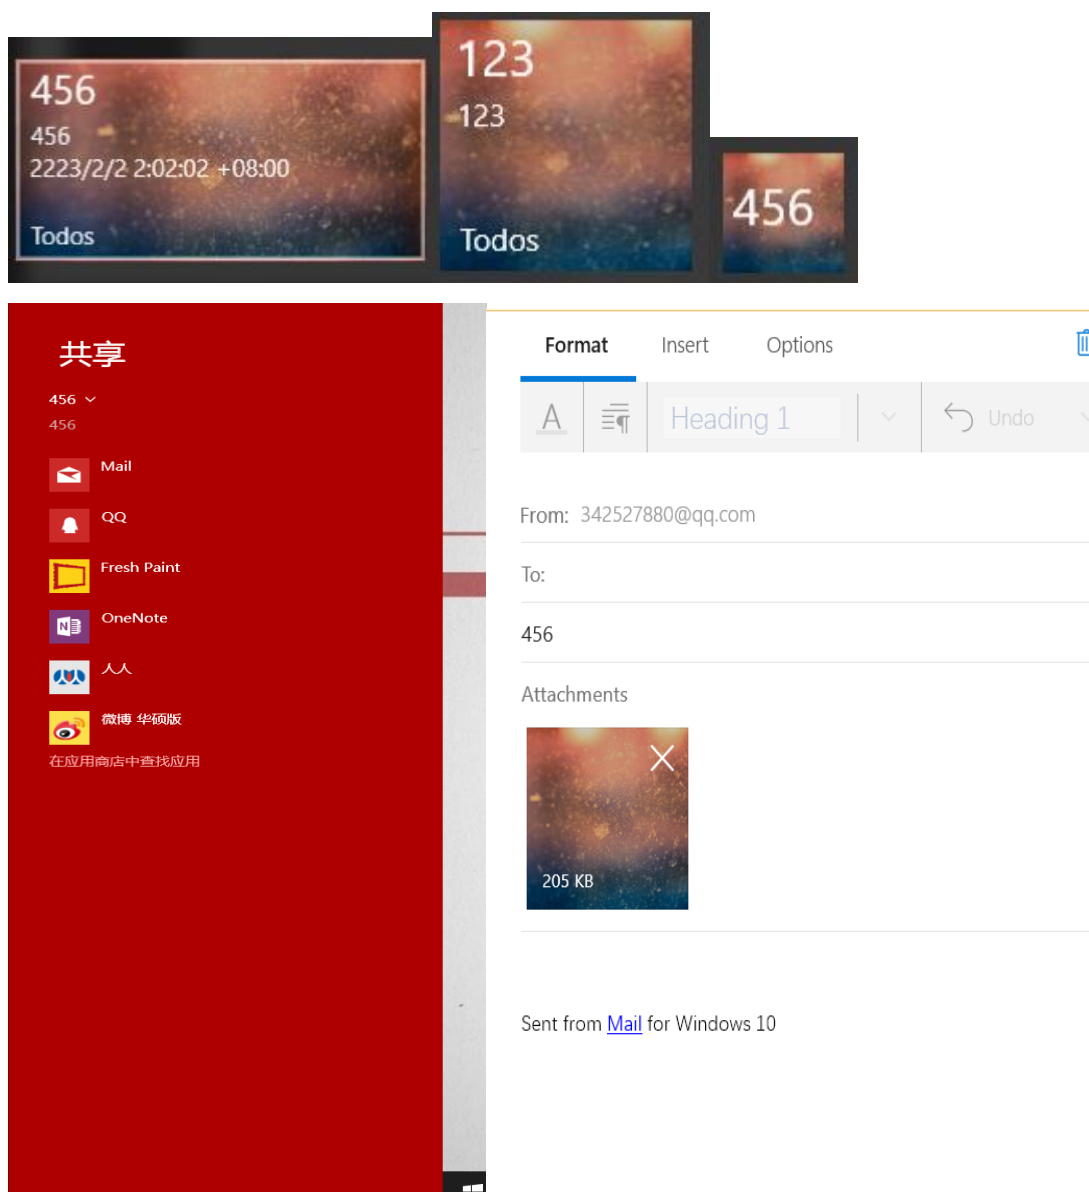 456
456
2223/2/2 2:02:02 +08:00
Todos
123
123
Todos
456
共享
456
456
Mail
QQ
Fresh Paint
OneNote
人人
微博 华硕版
在应用商店中查找应用
Format Insert Options
A Heading 1 Undo
From: 342527880@qq.com
To:
456
Attachments
205 KB
Sent from Mail for Windows 10